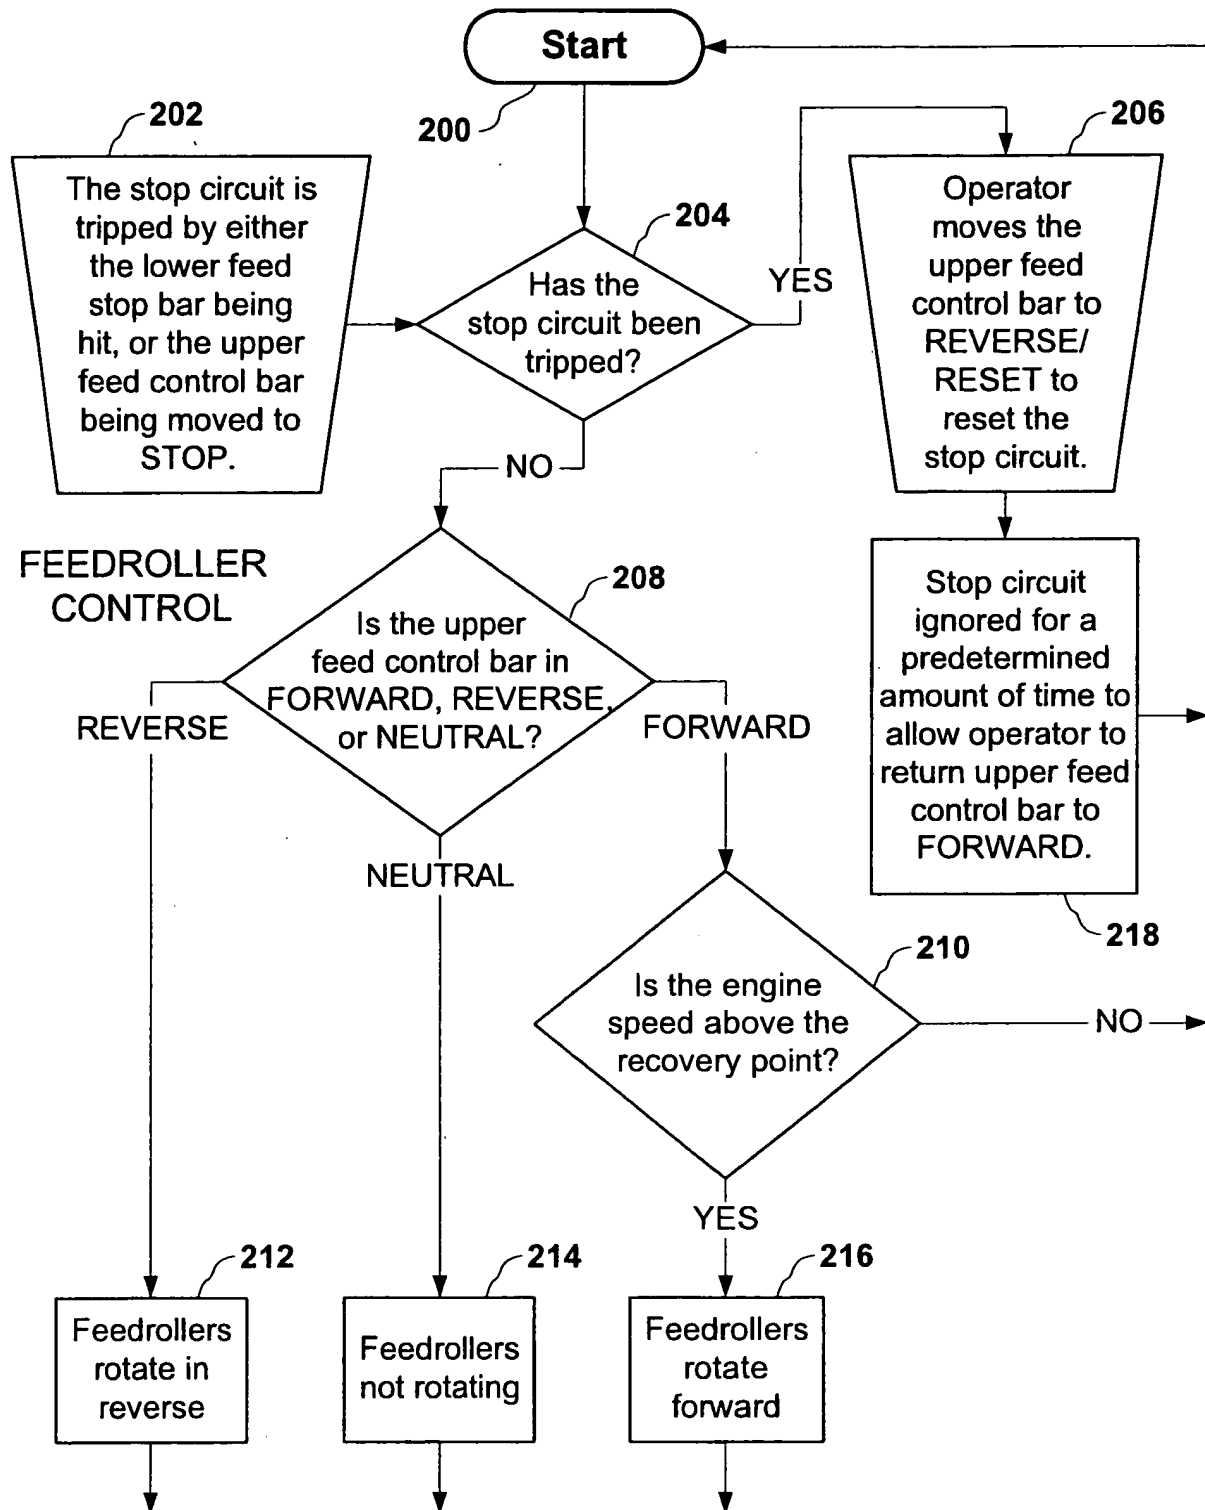 Start
200
202
The stop circuit is
tripped by either
the lower feed
stop bar being
hit, or the upper
feed control bar
being moved to
STOP.
204
Has the
stop circuit been
tripped?
YES
206
Operator
moves the
upper feed
control bar to
REVERSE/
RESET to
reset the
stop circuit.
NO
FEEDROLLER
CONTROL
208
Is the upper
feed control bar in
FORWARD, REVERSE,
or NEUTRAL?
REVERSE
NEUTRAL
FORWARD
Stop circuit
ignored for a
predetermined
amount of time to
allow operator to
return upper feed
control bar to
FORWARD.
218
210
Is the engine
speed above the
recovery point?
NO
YES
212
Feedrollers
rotate in
reverse
214
Feedrollers
not rotating
216
Feedrollers
rotate
forward